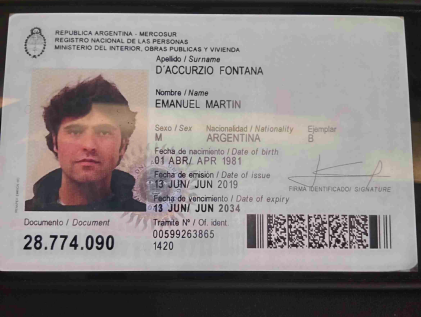 REPUBLICA ARGENTINA - MERCOSUR
REGISTRO NACIONAL DE LAS PERSONAS
MINISTERIO DEL INTERIOR, OBRAS PUBLICAS Y VIVIENDA
Apellido / Surname
D'ACCURZIO FONTANA
Nombre / Name
EMANUEL MARTIN
Sexo / Sex Nacionalidad / Nationality Ejemplar
M ARGENTINA B
Fecha de nacimiento / Date of birth
01 ABR/ APR 1981
Fecha de emisión / Date of issue
13 JUN/ JUN 2019
FIRMA IDENTIFICADO/ SIGNATURE
Fecha de vencimiento / Date of expiry
13 JUN/ JUN 2034
Documento / Document
28.774.090
Tramite N° / Of. ident.
00599263865
1420